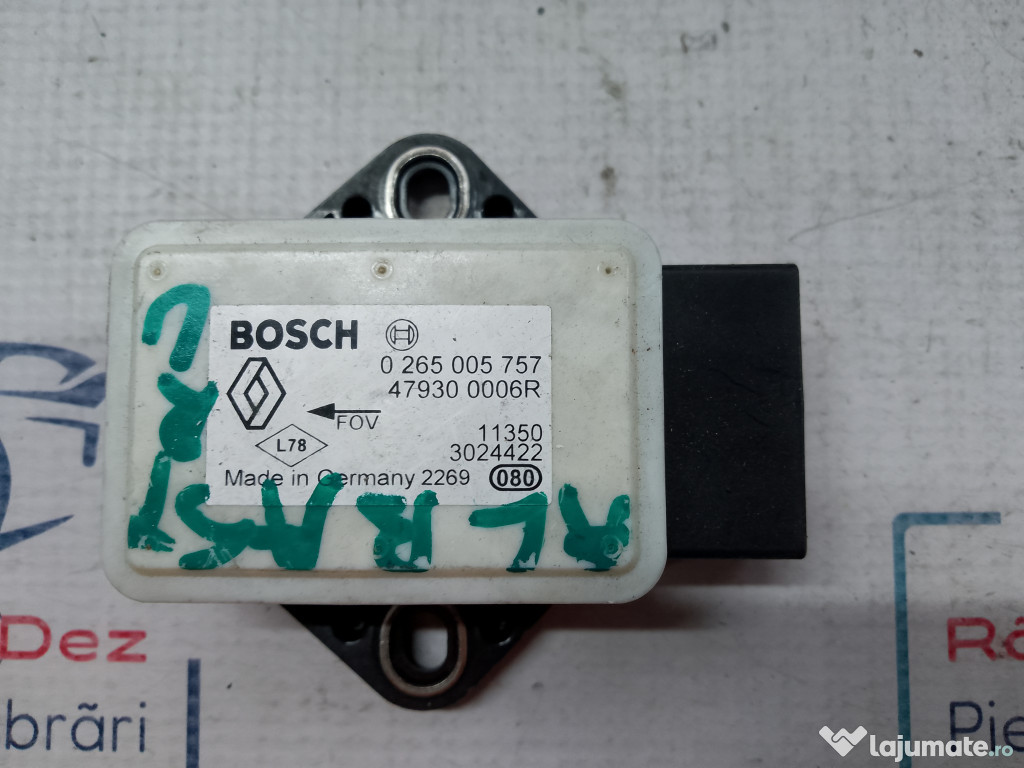 BOSCH
0 265 005 757
47930 0006R
FOV
11350
L78
3024422
Made in Germany 2269 080
Dez
brări
Pie
lajumate.ro